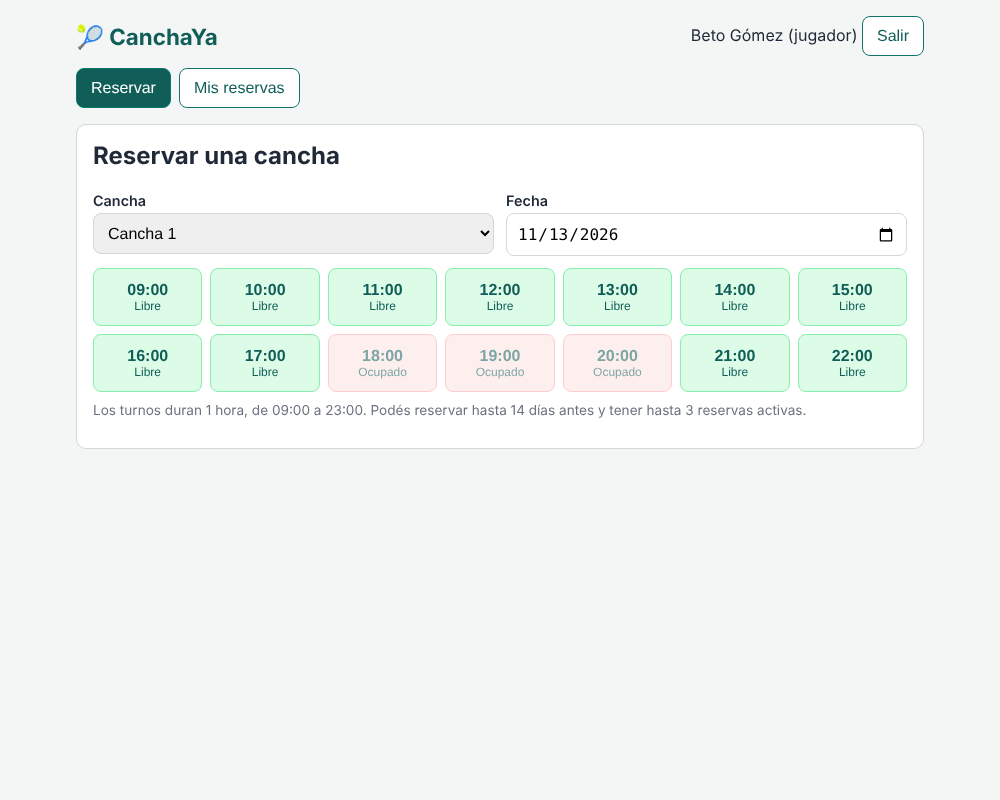 CanchaYa
Beto Gómez (jugador) Salir
Reservar Mis reservas
Reservar una cancha
Cancha Fecha
Cancha 1 11/13/2026
09:00 10:00 11:00 12:00 13:00 14:00 15:00
Libre Libre Libre Libre Libre Libre Libre
16:00 17:00 18:00 19:00 20:00 21:00 22:00
Libre Libre Ocupado Ocupado Ocupado Libre Libre
Los turnos duran 1 hora, de 09:00 a 23:00. Podés reservar hasta 14 días antes y tener hasta 3 reservas activas.